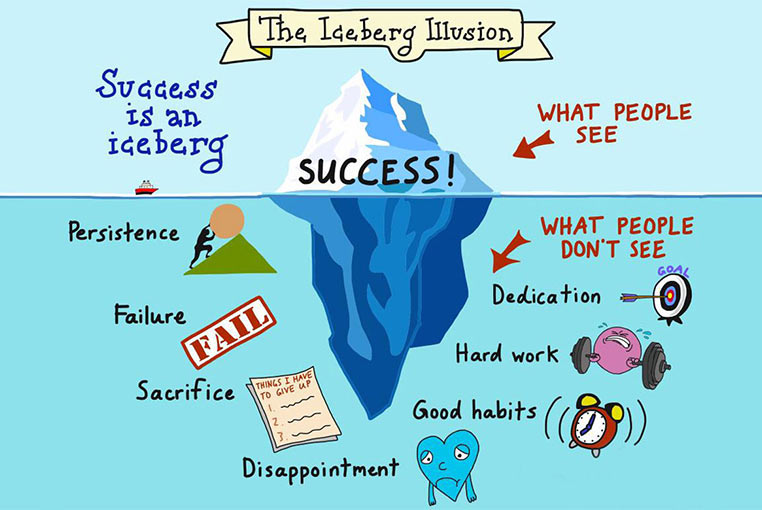 The Iceberg Illusion
Success
is an
iceberg
WHAT PEOPLE
SEE
SUCCESS!
WHAT PEOPLE
DON'T SEE
Persistence
GOAL
Dedication
Failure
FAIL
Hard work
Sacrifice
THINGS I HAVE
TO GIVE UP
1.
2.
3.
Good habits
Disappointment